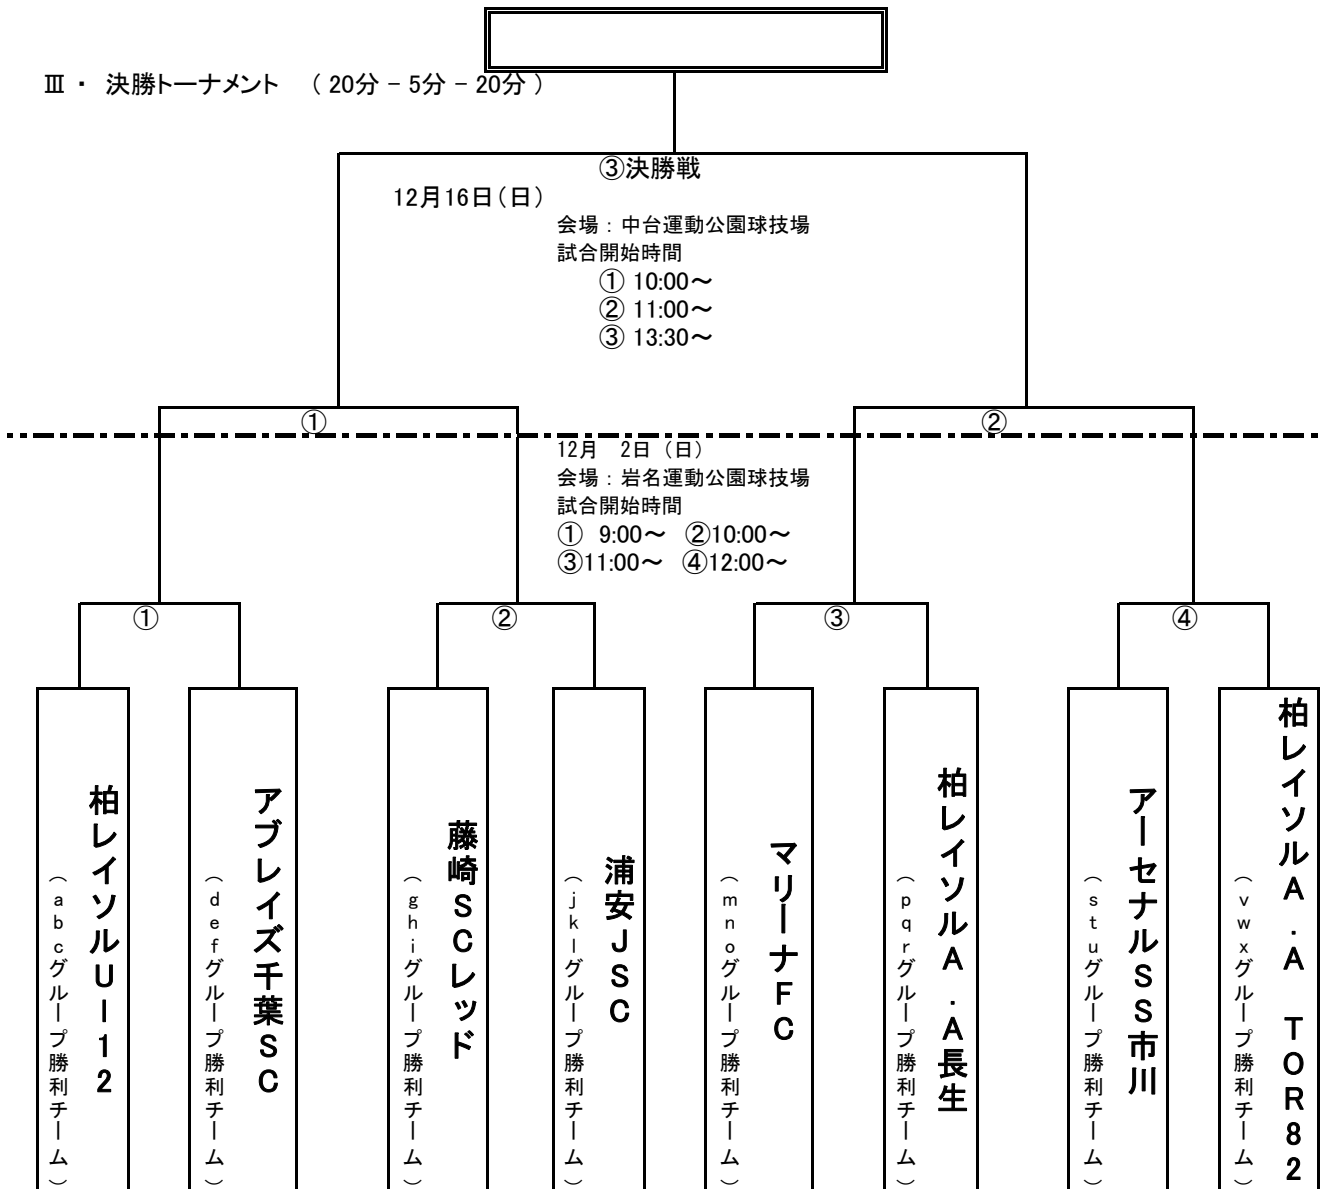 Ⅲ ・ 決勝トーナメント （ 20分 − 5分 − 20分 ）
③決勝戦
12月16日（日）
会場：中台運動公園球技場
試合開始時間
① 10:00～
② 11:00～
③ 13:30～
①
②
12月　2日（日）
会場：岩名運動公園球技場
試合開始時間
①　9:00～　②10:00～
③11:00～　④12:00～
①
②
③
④
柏レイソルUー12
（abcグループ勝利チーム）
アブレイズ千葉SC
（defグループ勝利チーム）
藤崎SCレッド
（ghiグループ勝利チーム）
浦安JSC
（jklグループ勝利チーム）
マリーナFC
（mnoグループ勝利チーム）
柏レイソルA．A長生
（pqrグループ勝利チーム）
アーセナルSS市川
（stuグループ勝利チーム）
柏レイソルA．A　TOR82
（vwxグループ勝利チーム）